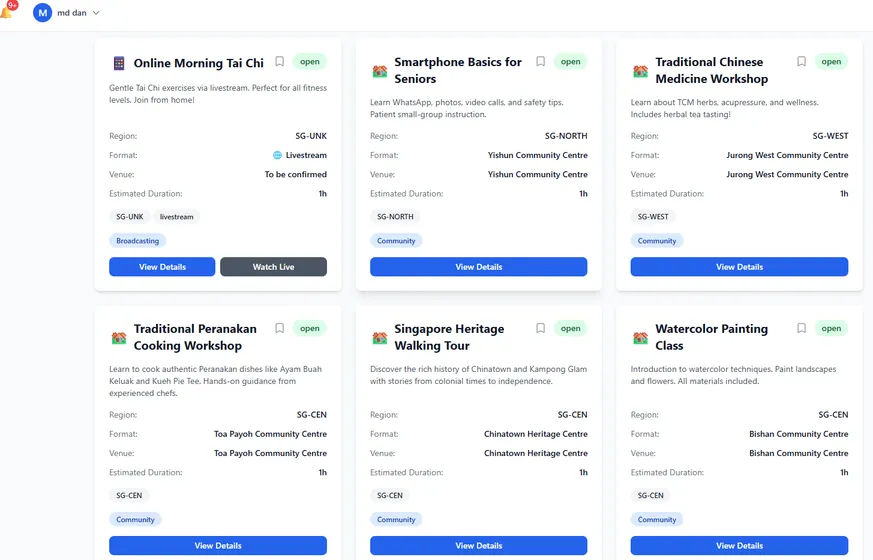 9+
M md dan
Online Morning Tai Chi open
Gentle Tai Chi exercises via livestream. Perfect for all fitness
levels. Join from home!
Region: SG-UNK
Format: Livestream
Venue: To be confirmed
Estimated Duration: 1h
SG-UNK livestream
Broadcasting
View Details Watch Live
Smartphone Basics for open
Seniors
Learn WhatsApp, photos, video calls, and safety tips.
Patient small-group instruction.
Region: SG-NORTH
Format: Yishun Community Centre
Venue: Yishun Community Centre
Estimated Duration: 1h
SG-NORTH
Community
View Details
Traditional Chinese open
Medicine Workshop
Learn about TCM herbs, acupressure, and wellness.
Includes herbal tea tasting!
Region: SG-WEST
Format: Jurong West Community Centre
Venue: Jurong West Community Centre
Estimated Duration: 1h
SG-WEST
Community
View Details
Traditional Peranakan open
Cooking Workshop
Learn to cook authentic Peranakan dishes like Ayam Buah
Keluak and Kueh Pie Tee. Hands-on guidance from
experienced chefs.
Region: SG-CEN
Format: Toa Payoh Community Centre
Venue: Toa Payoh Community Centre
Estimated Duration: 1h
SG-CEN
Community
View Details
Singapore Heritage open
Walking Tour
Discover the rich history of Chinatown and Kampong Glam
with stories from colonial times to independence.
Region: SG-CEN
Format: Chinatown Heritage Centre
Venue: Chinatown Heritage Centre
Estimated Duration: 1h
SG-CEN
Community
View Details
Watercolor Painting open
Class
Introduction to watercolor techniques. Paint landscapes
and flowers. All materials included.
Region: SG-CEN
Format: Bishan Community Centre
Venue: Bishan Community Centre
Estimated Duration: 1h
SG-CEN
Community
View Details